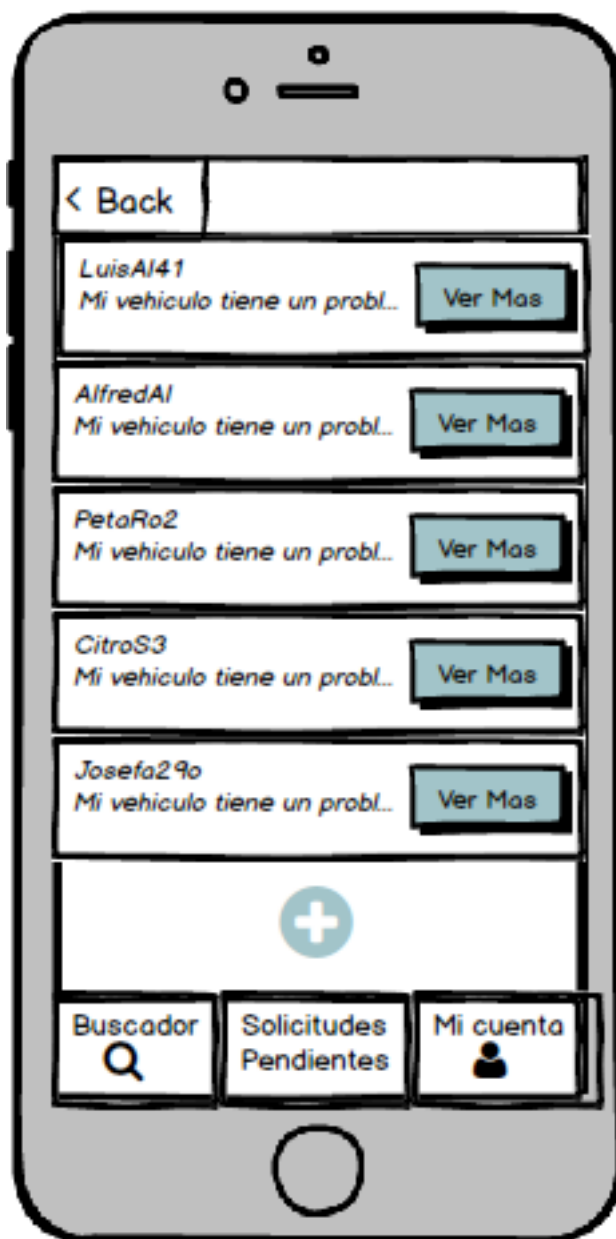 < Back
LuisAl41
Mi vehiculo tiene un probl...
Ver Mas
AlfredAl
Mi vehiculo tiene un probl...
Ver Mas
PetaRo2
Mi vehiculo tiene un probl...
Ver Mas
CitroS3
Mi vehiculo tiene un probl...
Ver Mas
Josefa29o
Mi vehiculo tiene un probl...
Ver Mas
Buscador
Solicitudes
Pendientes
Mi cuenta